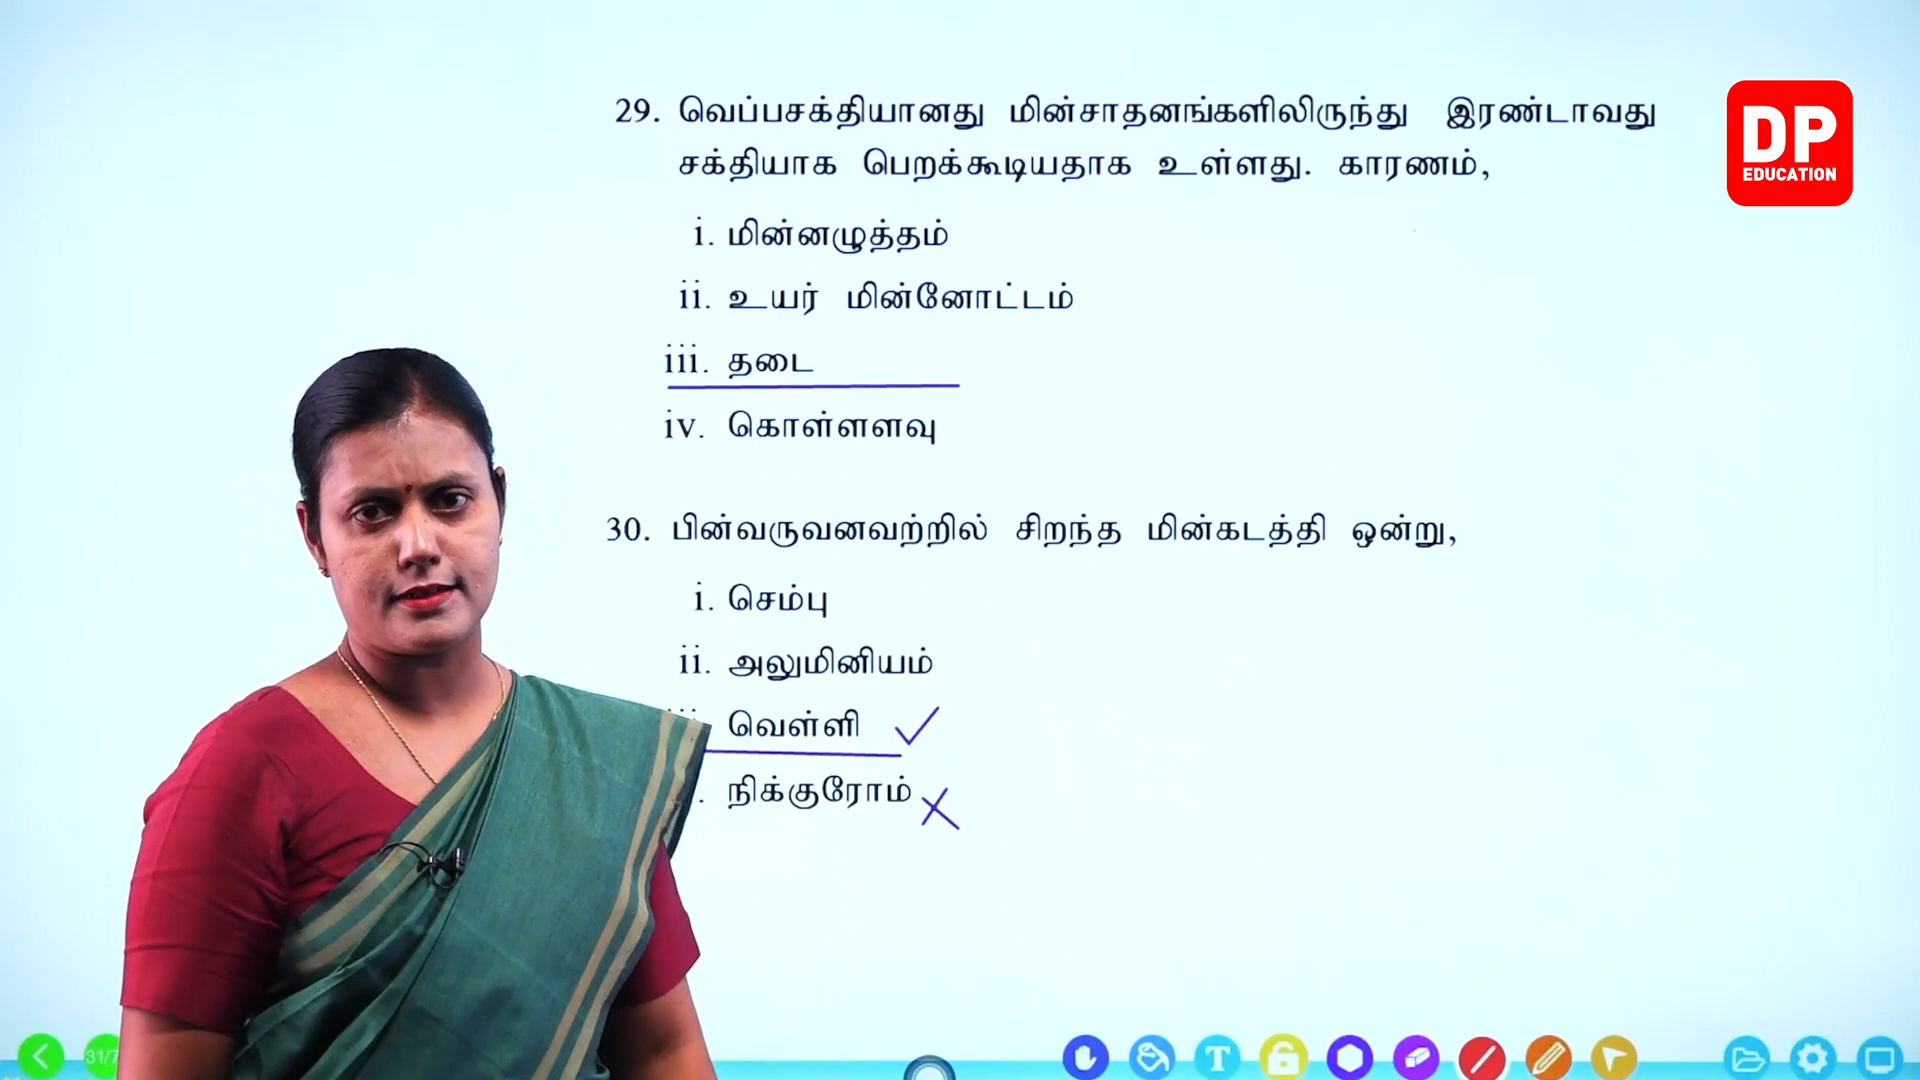 29. வெப்பசக்தியானது மின்சாதனங்களிலிருந்து இரண்டாவது
சக்தியாக பெறக்கூடியதாக உள்ளது. காரணம்,
i. மின்னழுத்தம்
ii. உயர் மின்னோட்டம்
iii. தடை
iv. கொள்ளளவு
30. பின்வருவனவற்றில் சிறந்த மின்கடத்தி ஒன்று,
i. செம்பு
ii. அலுமினியம்
வெள்ளி
நிக்குரோம்
DP
EDUCATION
T